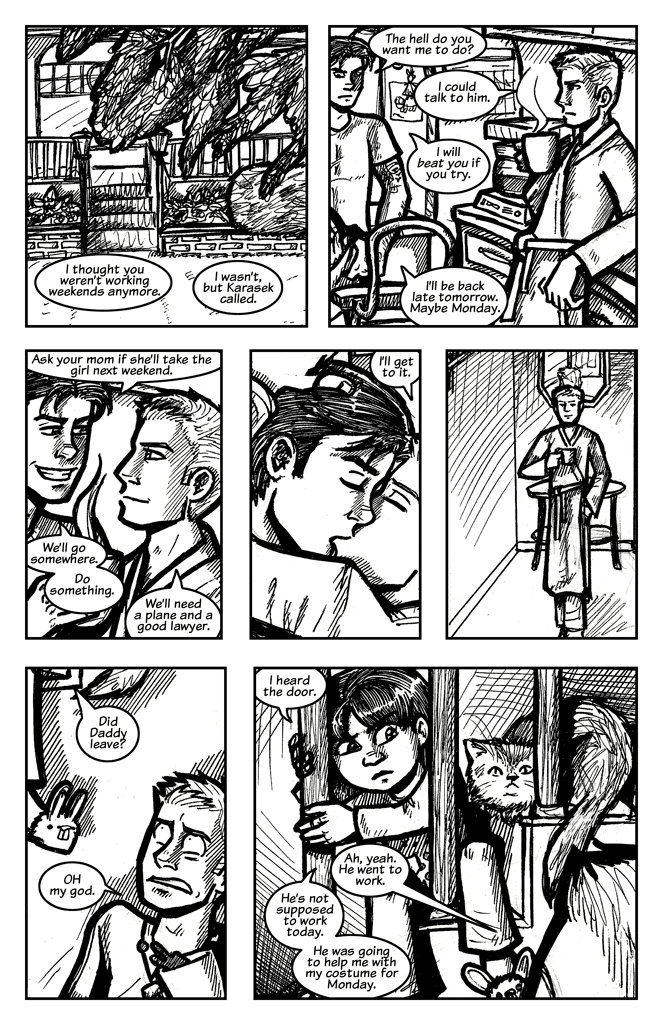 I thought you
weren't working
weekends anymore.
I wasn't,
but Karasek
called.
The hell do you
want me to do?
I could
talk to him.
I will
beat you if
you try.
I'll be back
late tomorrow.
Maybe Monday.
Ask your mom if she'll take the
girl next weekend.
We'll go
somewhere.
Do
something.
We'll need
a plane and a
good lawyer.
I'll get
to it.
Did
Daddy
leave?
OH
my god.
I heard
the door.
Ah, yeah.
He went to
work.
He's not
supposed
to work
today.
He was going
to help me with
my costume for
Monday.